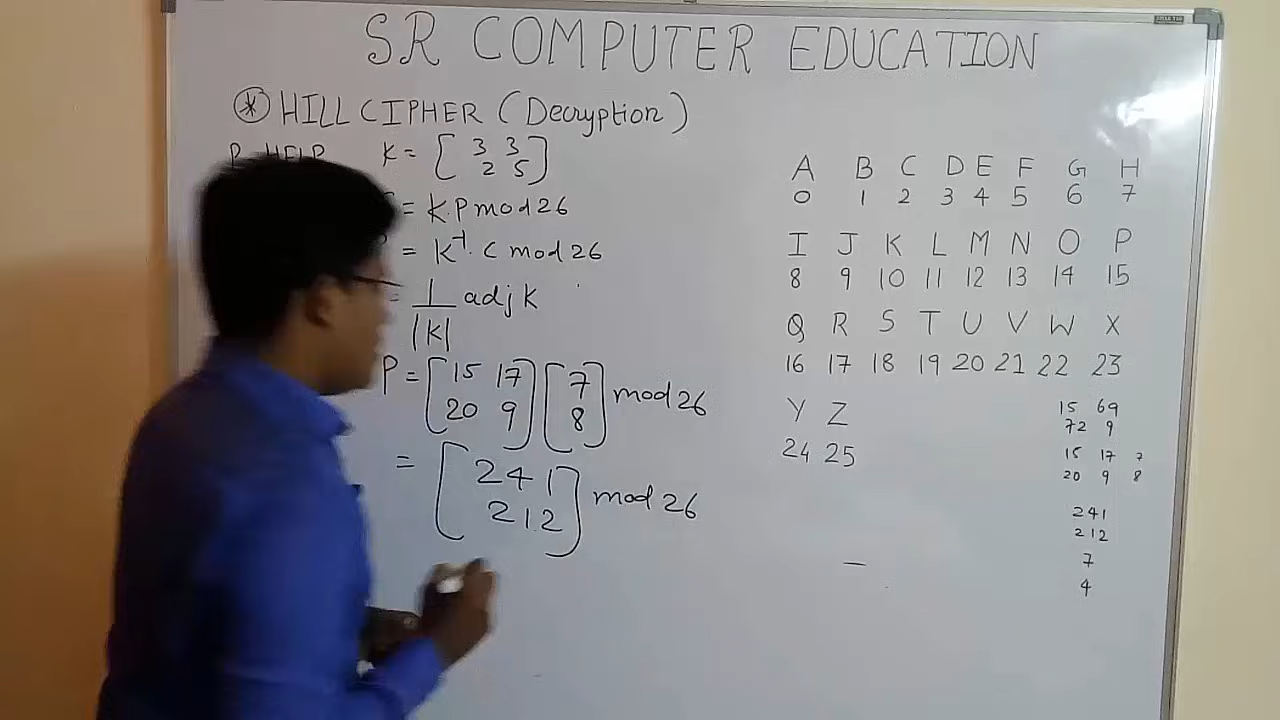 SR COMPUTER EDUCATION
* HILL CIPHER (Decryption)
P HELP K = [ 3 3
2 5 ]
= K.P mod 26
= K⁻¹. C mod 26
= 1 adj K
|K|
P = [ 15 17 [ 7 mod 26
20 9 ] 8 ]
= [ 241 mod 26
212 ]
A B C D E F G H
0 1 2 3 4 5 6 7
I J K L M N O P
8 9 10 11 12 13 14 15
Q R S T U V W X
16 17 18 19 20 21 22 23
Y Z
24 25
15 69
72 9
15 17 7
20 9 8
241
212
7
4